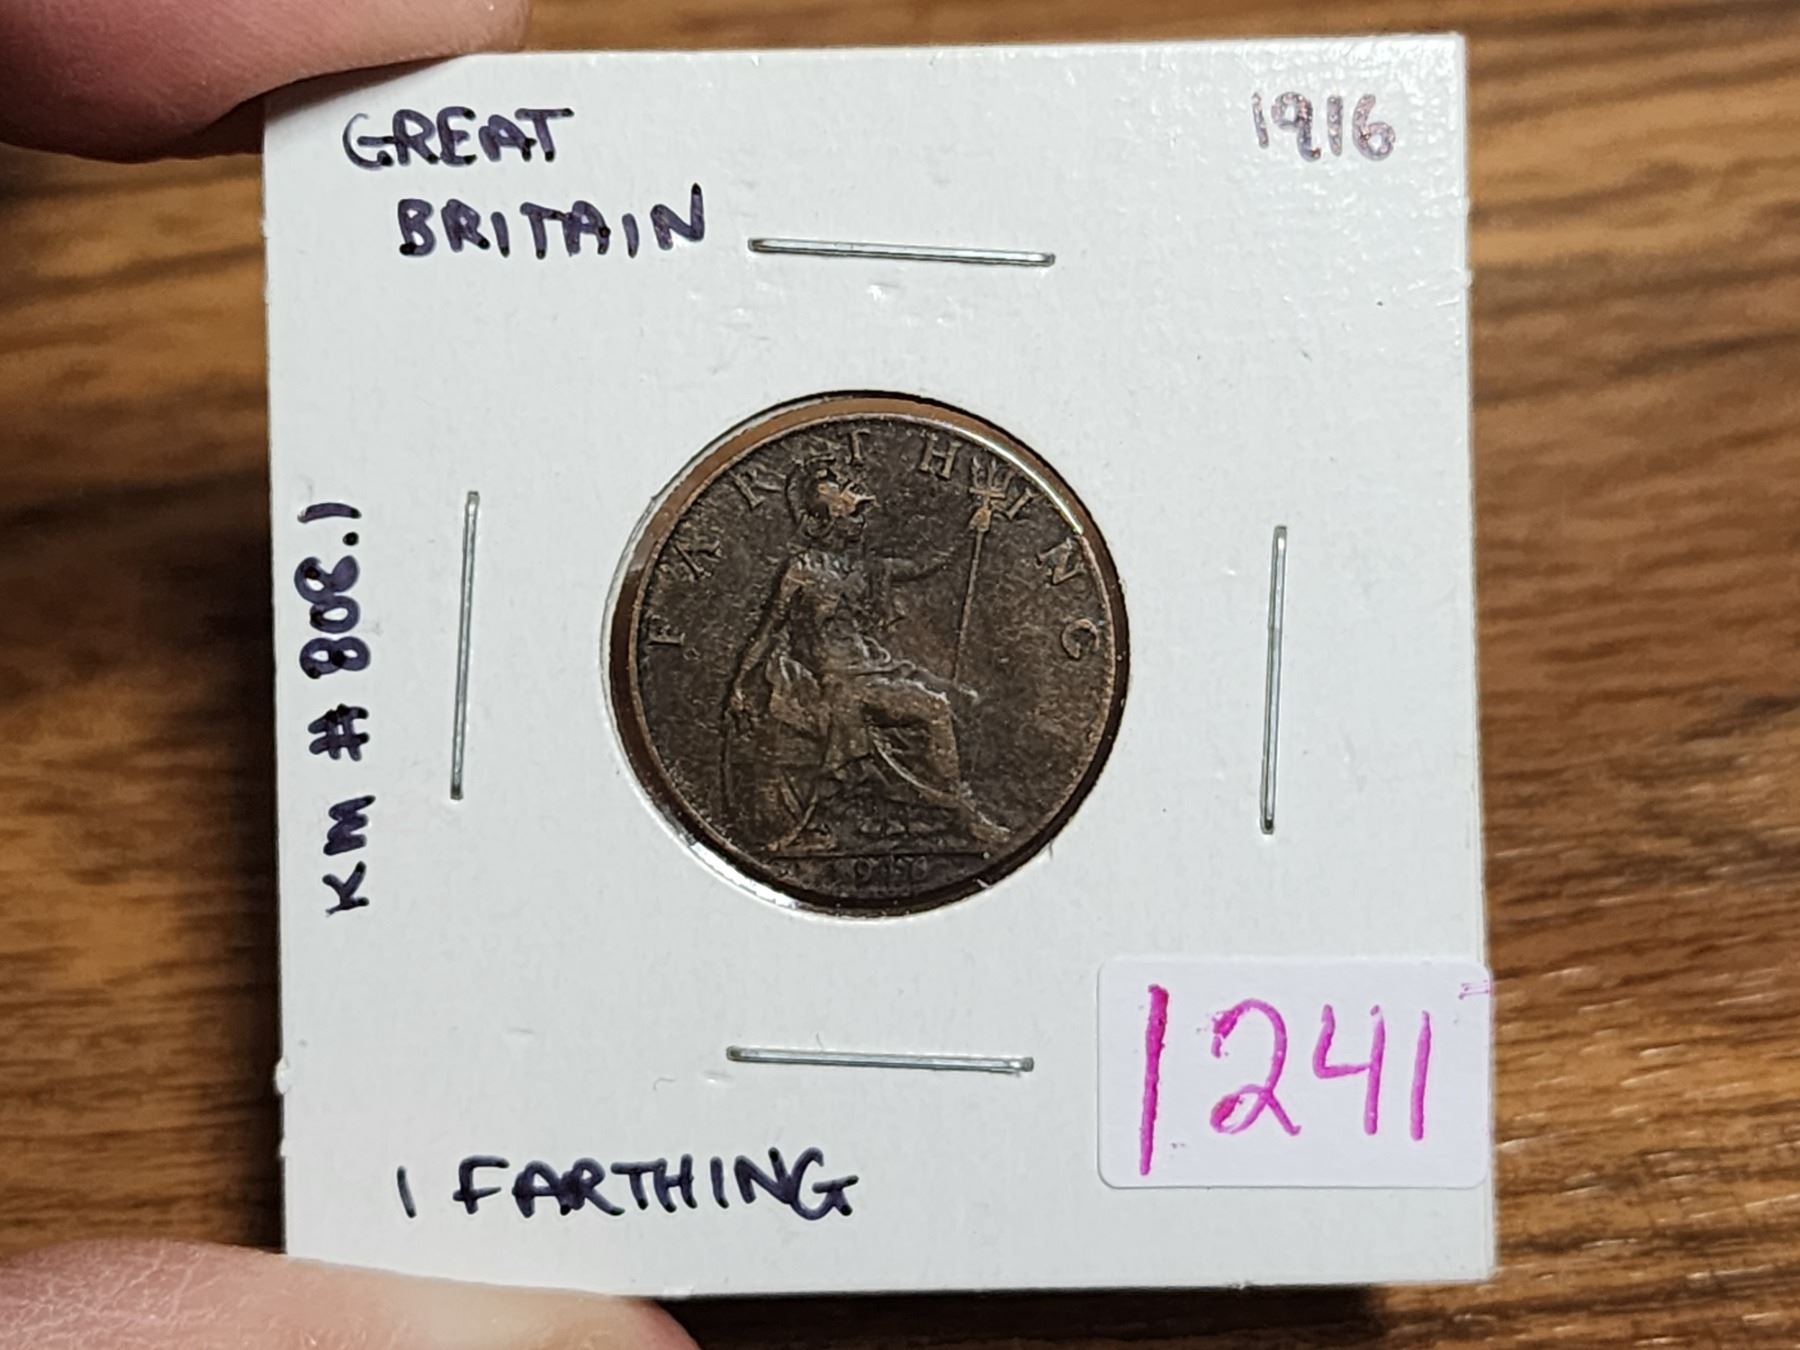 GREAT
BRITAIN
1916
KM # 808.1
FARTHING
1 FARTHING
1241